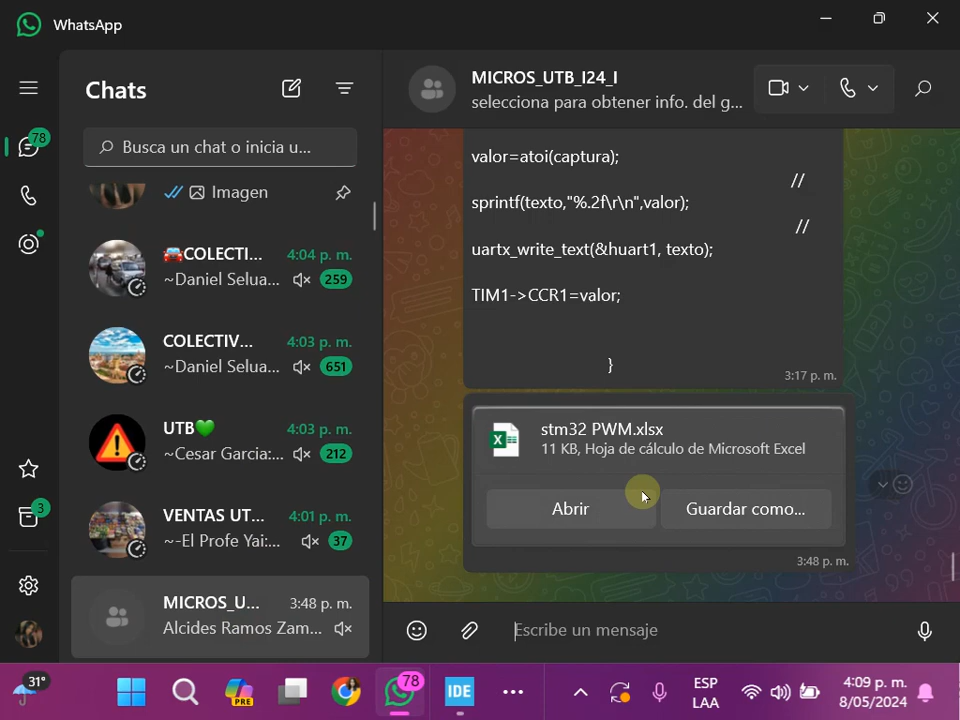 WhatsApp
Chats
Busca un chat o inicia u...
Imagen
🚘COLECTI... 4:04 p. m.
~Daniel Selua... 259
COLECTIV... 4:03 p. m.
~Daniel Selua... 651
UTB💚 4:03 p. m.
~Cesar Garcia:... 212
VENTAS UT... 4:01 p. m.
~-El Profe Yai:... 37
MICROS_U... 3:48 p. m.
Alcides Ramos Zam...
78
3
MICROS_UTB_I24_I
selecciona para obtener info. del g...
valor=atoi(captura);
//
sprintf(texto,"%.2f\r\n",valor);
//
uartx_write_text(&huart1, texto);
TIM1->CCR1=valor;
}
3:17 p. m.
stm32 PWM.xlsx
11 KB, Hoja de cálculo de Microsoft Excel
Abrir Guardar como...
3:48 p. m.
Escribe un mensaje
31°
PRE
78
IDE
ESP
LAA
4:09 p. m.
8/05/2024